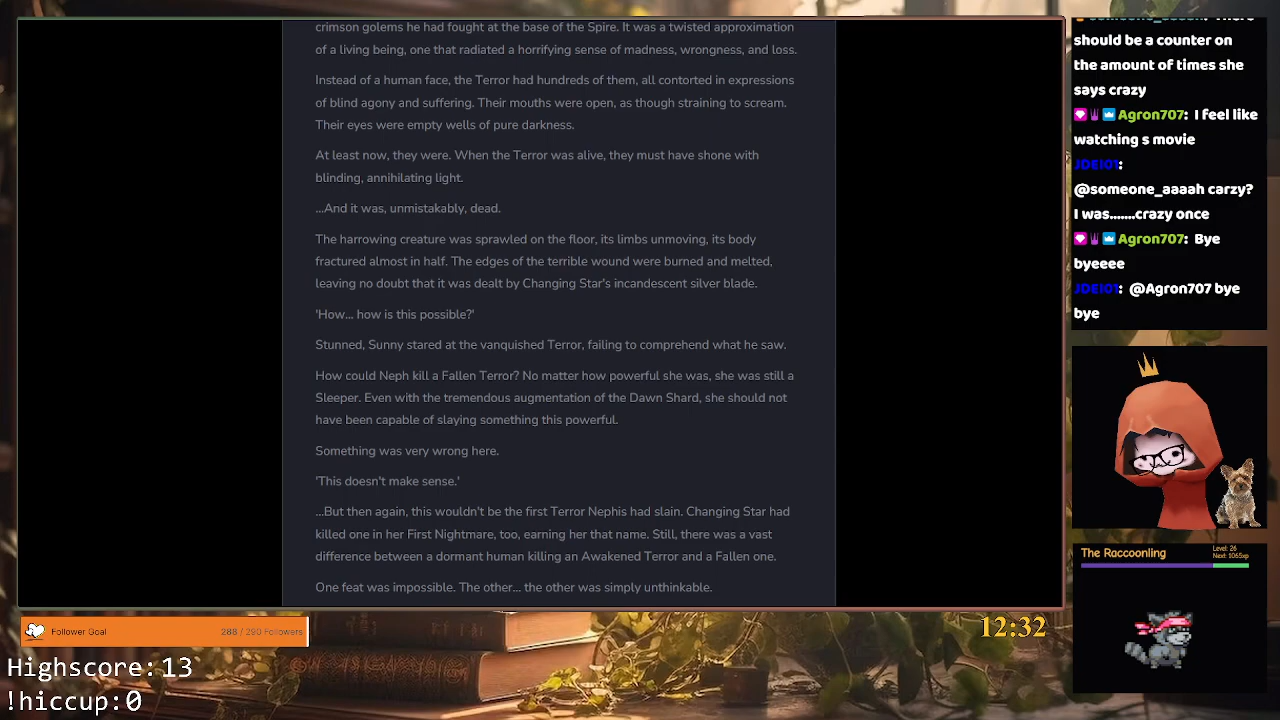 crimson golems he had fought at the base of the Spire. It was a twisted approximation
of a living being, one that radiated a horrifying sense of madness, wrongness, and loss.
Instead of a human face, the Terror had hundreds of them, all contorted in expressions
of blind agony and suffering. Their mouths were open, as though straining to scream.
Their eyes were empty wells of pure darkness.
At least now, they were. When the Terror was alive, they must have shone with
blinding, annihilating light.
...And it was, unmistakably, dead.
The harrowing creature was sprawled on the floor, its limbs unmoving, its body
fractured almost in half. The edges of the terrible wound were burned and melted,
leaving no doubt that it was dealt by Changing Star's incandescent silver blade.
'How... how is this possible?'
Stunned, Sunny stared at the vanquished Terror, failing to comprehend what he saw.
How could Neph kill a Fallen Terror? No matter how powerful she was, she was still a
Sleeper. Even with the tremendous augmentation of the Dawn Shard, she should not
have been capable of slaying something this powerful.
Something was very wrong here.
'This doesn't make sense.'
...But then again, this wouldn't be the first Terror Nephis had slain. Changing Star had
killed one in her First Nightmare, too, earning her that name. Still, there was a vast
difference between a dormant human killing an Awakened Terror and a Fallen one.
One feat was impossible. The other... the other was simply unthinkable.
should be a counter on
the amount of times she
says crazy
Agron707: I feel like
watching s movie
JDEI01:
@someone_aaaah carzy?
I was.......crazy once
Agron707: Bye
byeeee
JDEI01: @Agron707 bye
bye
The Raccoonling
Level: 26
Next: 1065xp
Follower Goal
288 / 290 Followers
12:32
Highscore:13
!hiccup:0